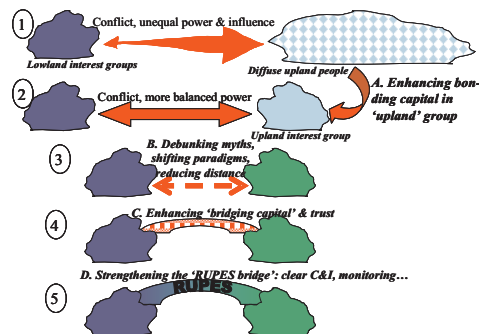 1
Conflict, unequal power & influence
Lowland interest groups
Diffuse upland people
A. Enhancing bon-
ding capital in
‘upland’ group
2
Conflict, more balanced power
Upland interest group
3
B. Debunking myths,
shifting paradigms,
reducing distance
4
C. Enhancing ‘bridging capital’ & trust
D. Strengthening the ‘RUPES bridge’: clear C&I, monitoring…
5
RUPES